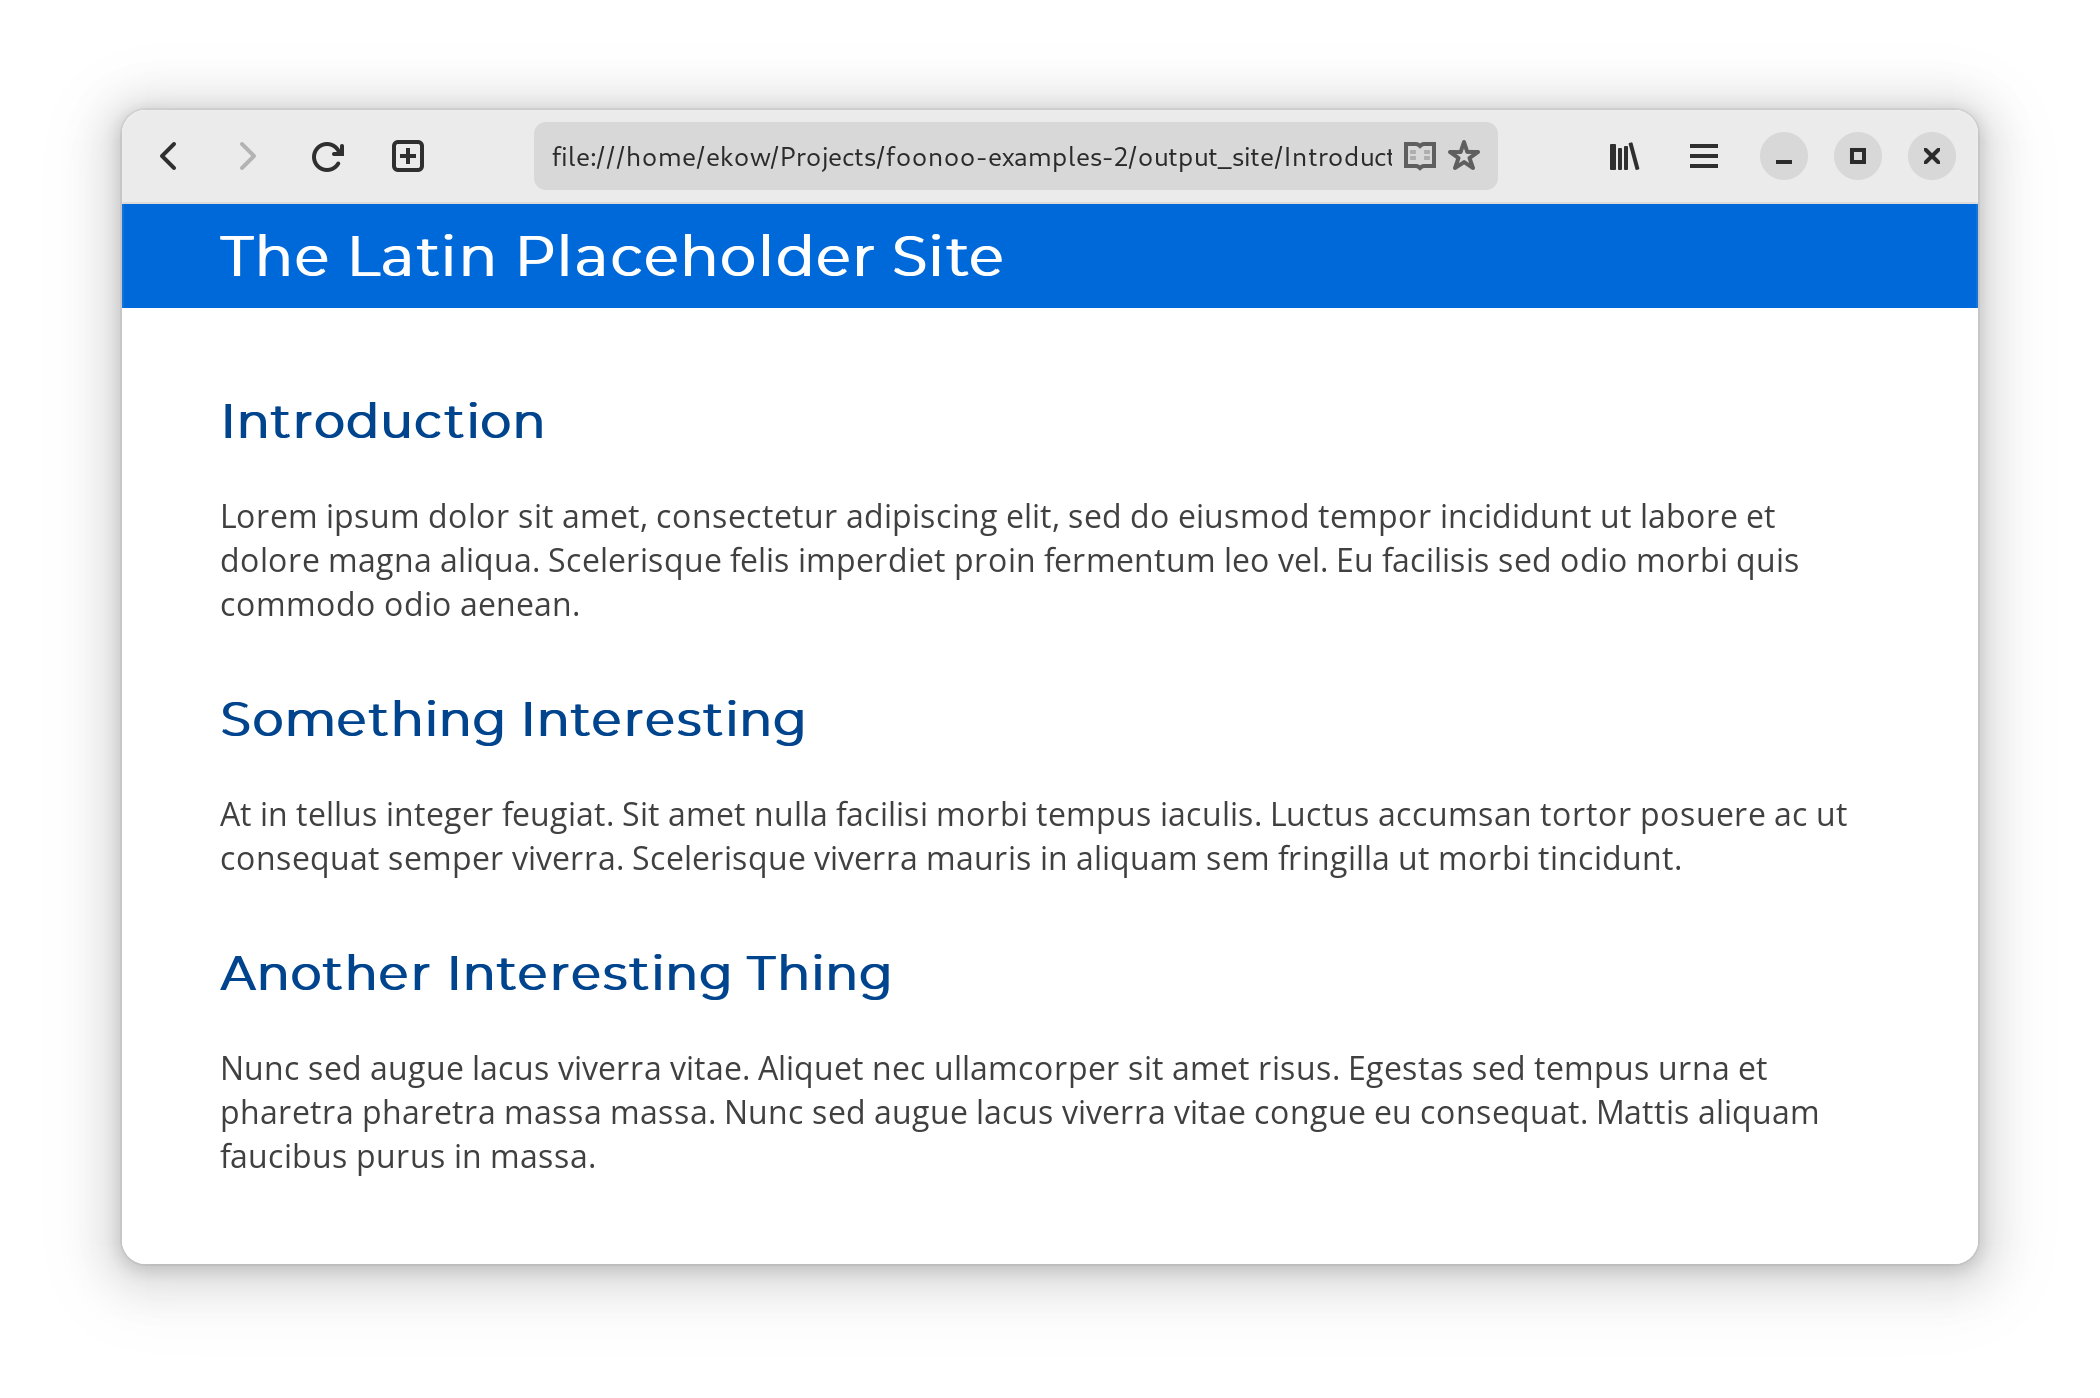 file:///home/ekow/Projects/foonoo-examples-2/output_site/Introduct
The Latin Placeholder Site
Introduction
Lorem ipsum dolor sit amet, consectetur adipiscing elit, sed do eiusmod tempor incididunt ut labore et
dolore magna aliqua. Scelerisque felis imperdiet proin fermentum leo vel. Eu facilisis sed odio morbi quis
commodo odio aenean.
Something Interesting
At in tellus integer feugiat. Sit amet nulla facilisi morbi tempus iaculis. Luctus accumsan tortor posuere ac ut
consequat semper viverra. Scelerisque viverra mauris in aliquam sem fringilla ut morbi tincidunt.
Another Interesting Thing
Nunc sed augue lacus viverra vitae. Aliquet nec ullamcorper sit amet risus. Egestas sed tempus urna et
pharetra pharetra massa massa. Nunc sed augue lacus viverra vitae congue eu consequat. Mattis aliquam
faucibus purus in massa.